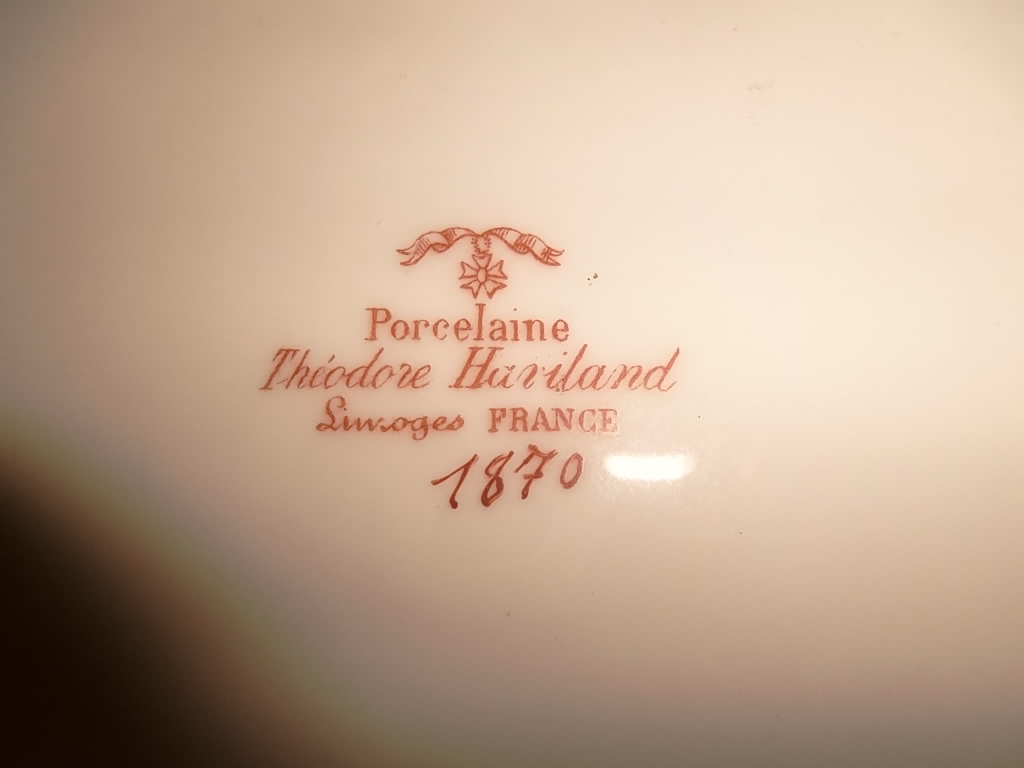 Porcelaine
Théodore Haviland
Limoges FRANCE
1870